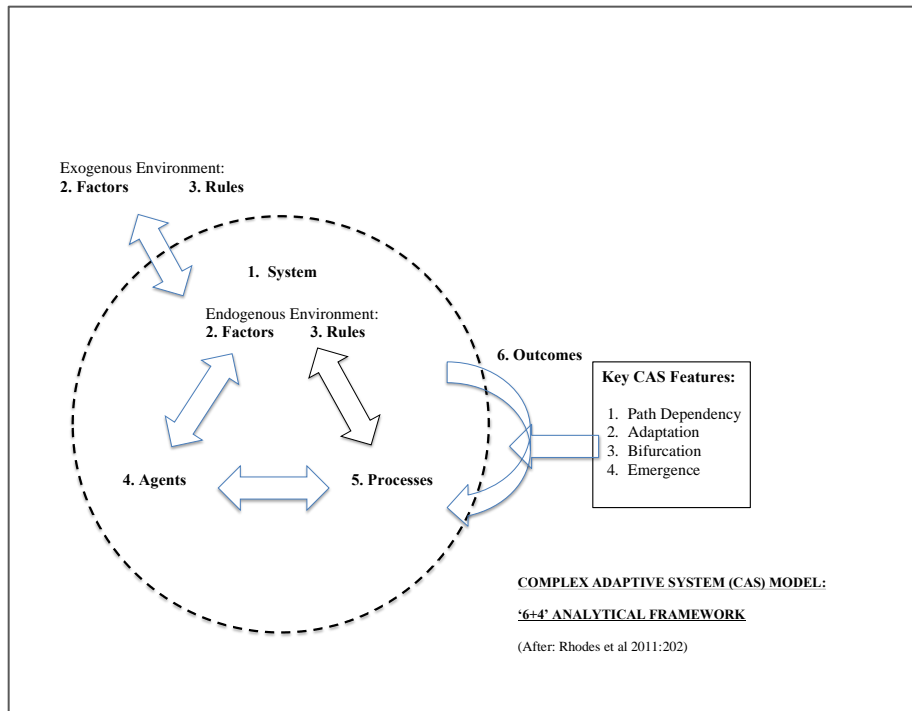 Exogenous Environment:
2. Factors 3. Rules
1. System
Endogenous Environment:
2. Factors 3. Rules
4. Agents
5. Processes
6. Outcomes
Key CAS Features:
1. Path Dependency
2. Adaptation
3. Bifurcation
4. Emergence
COMPLEX ADAPTIVE SYSTEM (CAS) MODEL:
‘6+4’ ANALYTICAL FRAMEWORK
(After: Rhodes et al 2011:202)